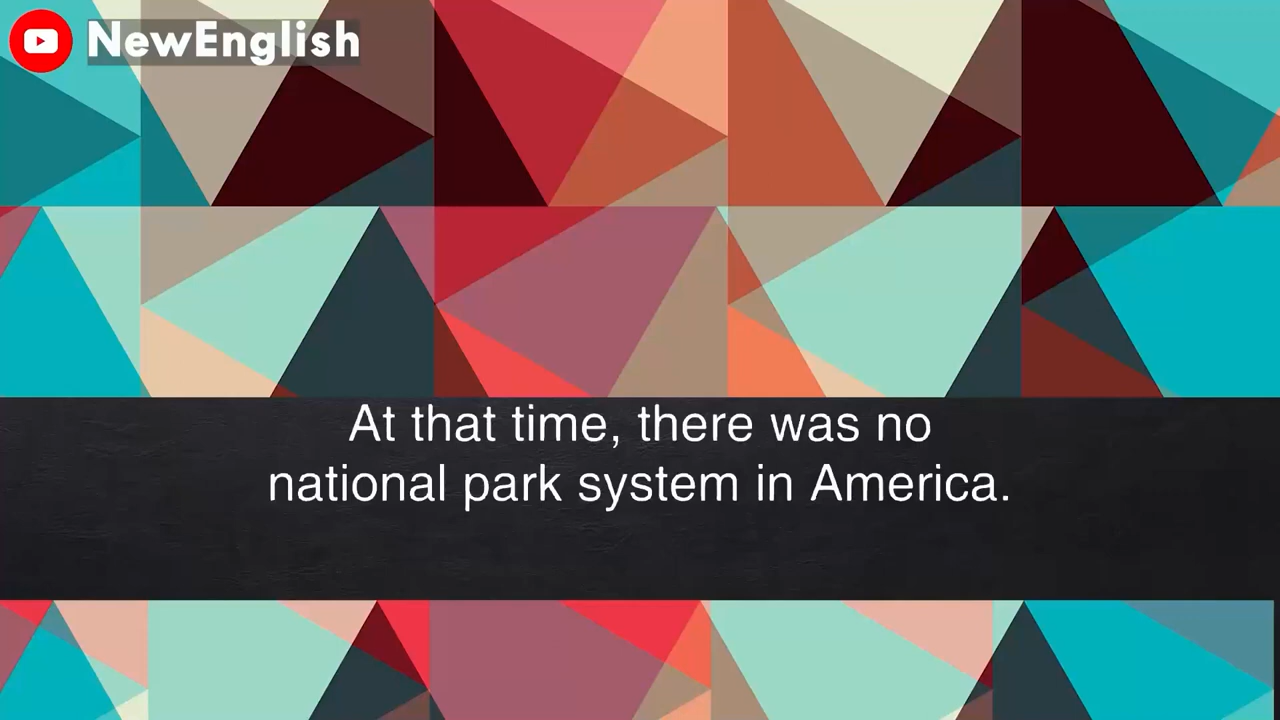 NewEnglish
At that time, there was no
national park system in America.